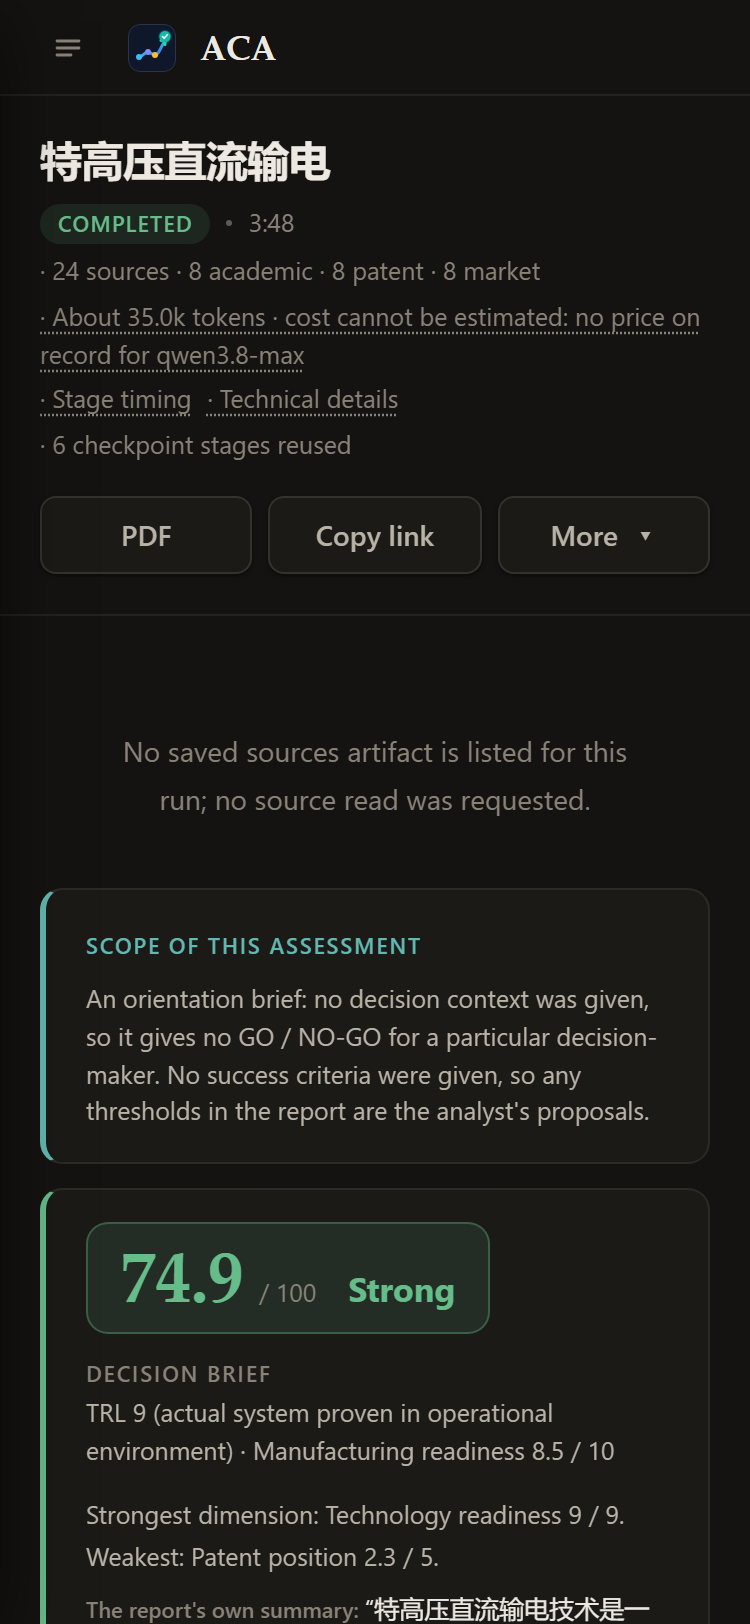 ACA
特高压直流输电
COMPLETED • 3:48
· 24 sources · 8 academic · 8 patent · 8 market
· About 35.0k tokens · cost cannot be estimated: no price on
record for qwen3.8-max
· Stage timing · Technical details
· 6 checkpoint stages reused
PDF
Copy link
More ▼
No saved sources artifact is listed for this
run; no source read was requested.
SCOPE OF THIS ASSESSMENT
An orientation brief: no decision context was given,
so it gives no GO / NO-GO for a particular decision-
maker. No success criteria were given, so any
thresholds in the report are the analyst's proposals.
74.9 / 100 Strong
DECISION BRIEF
TRL 9 (actual system proven in operational
environment) · Manufacturing readiness 8.5 / 10
Strongest dimension: Technology readiness 9 / 9.
Weakest: Patent position 2.3 / 5.
The report's own summary: “特高压直流输电技术是一